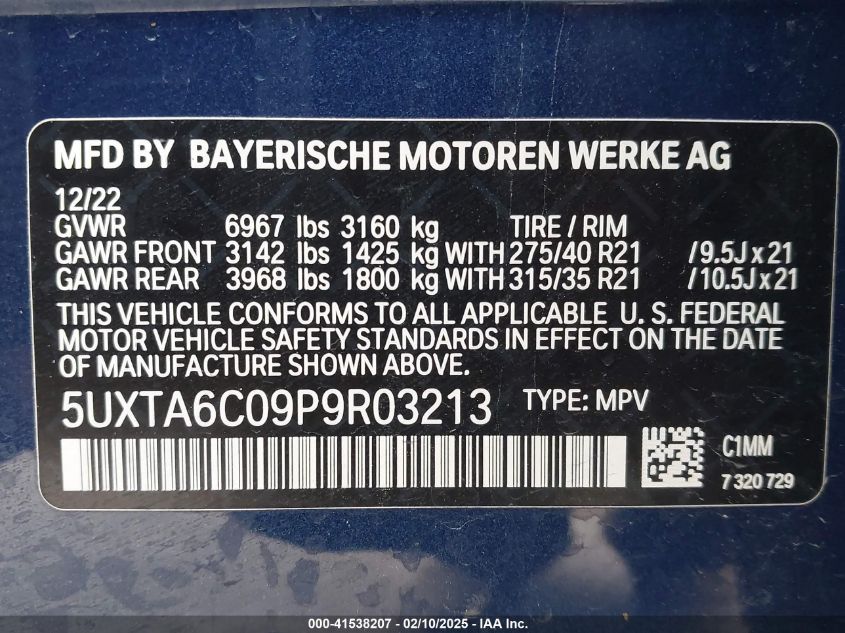 MFD BY BAYERISCHE MOTOREN WERKE AG
12/22
GVWR 6967 lbs 3160 kg TIRE / RIM
GAWR FRONT 3142 lbs 1425 kg WITH 275/40 R21 /9.5J x 21
GAWR REAR 3968 lbs 1800 kg WITH 315/35 R21 /10.5J x 21
THIS VEHICLE CONFORMS TO ALL APPLICABLE U. S. FEDERAL
MOTOR VEHICLE SAFETY STANDARDS IN EFFECT ON THE DATE
OF MANUFACTURE SHOWN ABOVE.
5UXTA6C09P9R03213 TYPE: MPV
C1MM
7 320 729
000-41538207 - 02/10/2025 - IAA Inc.